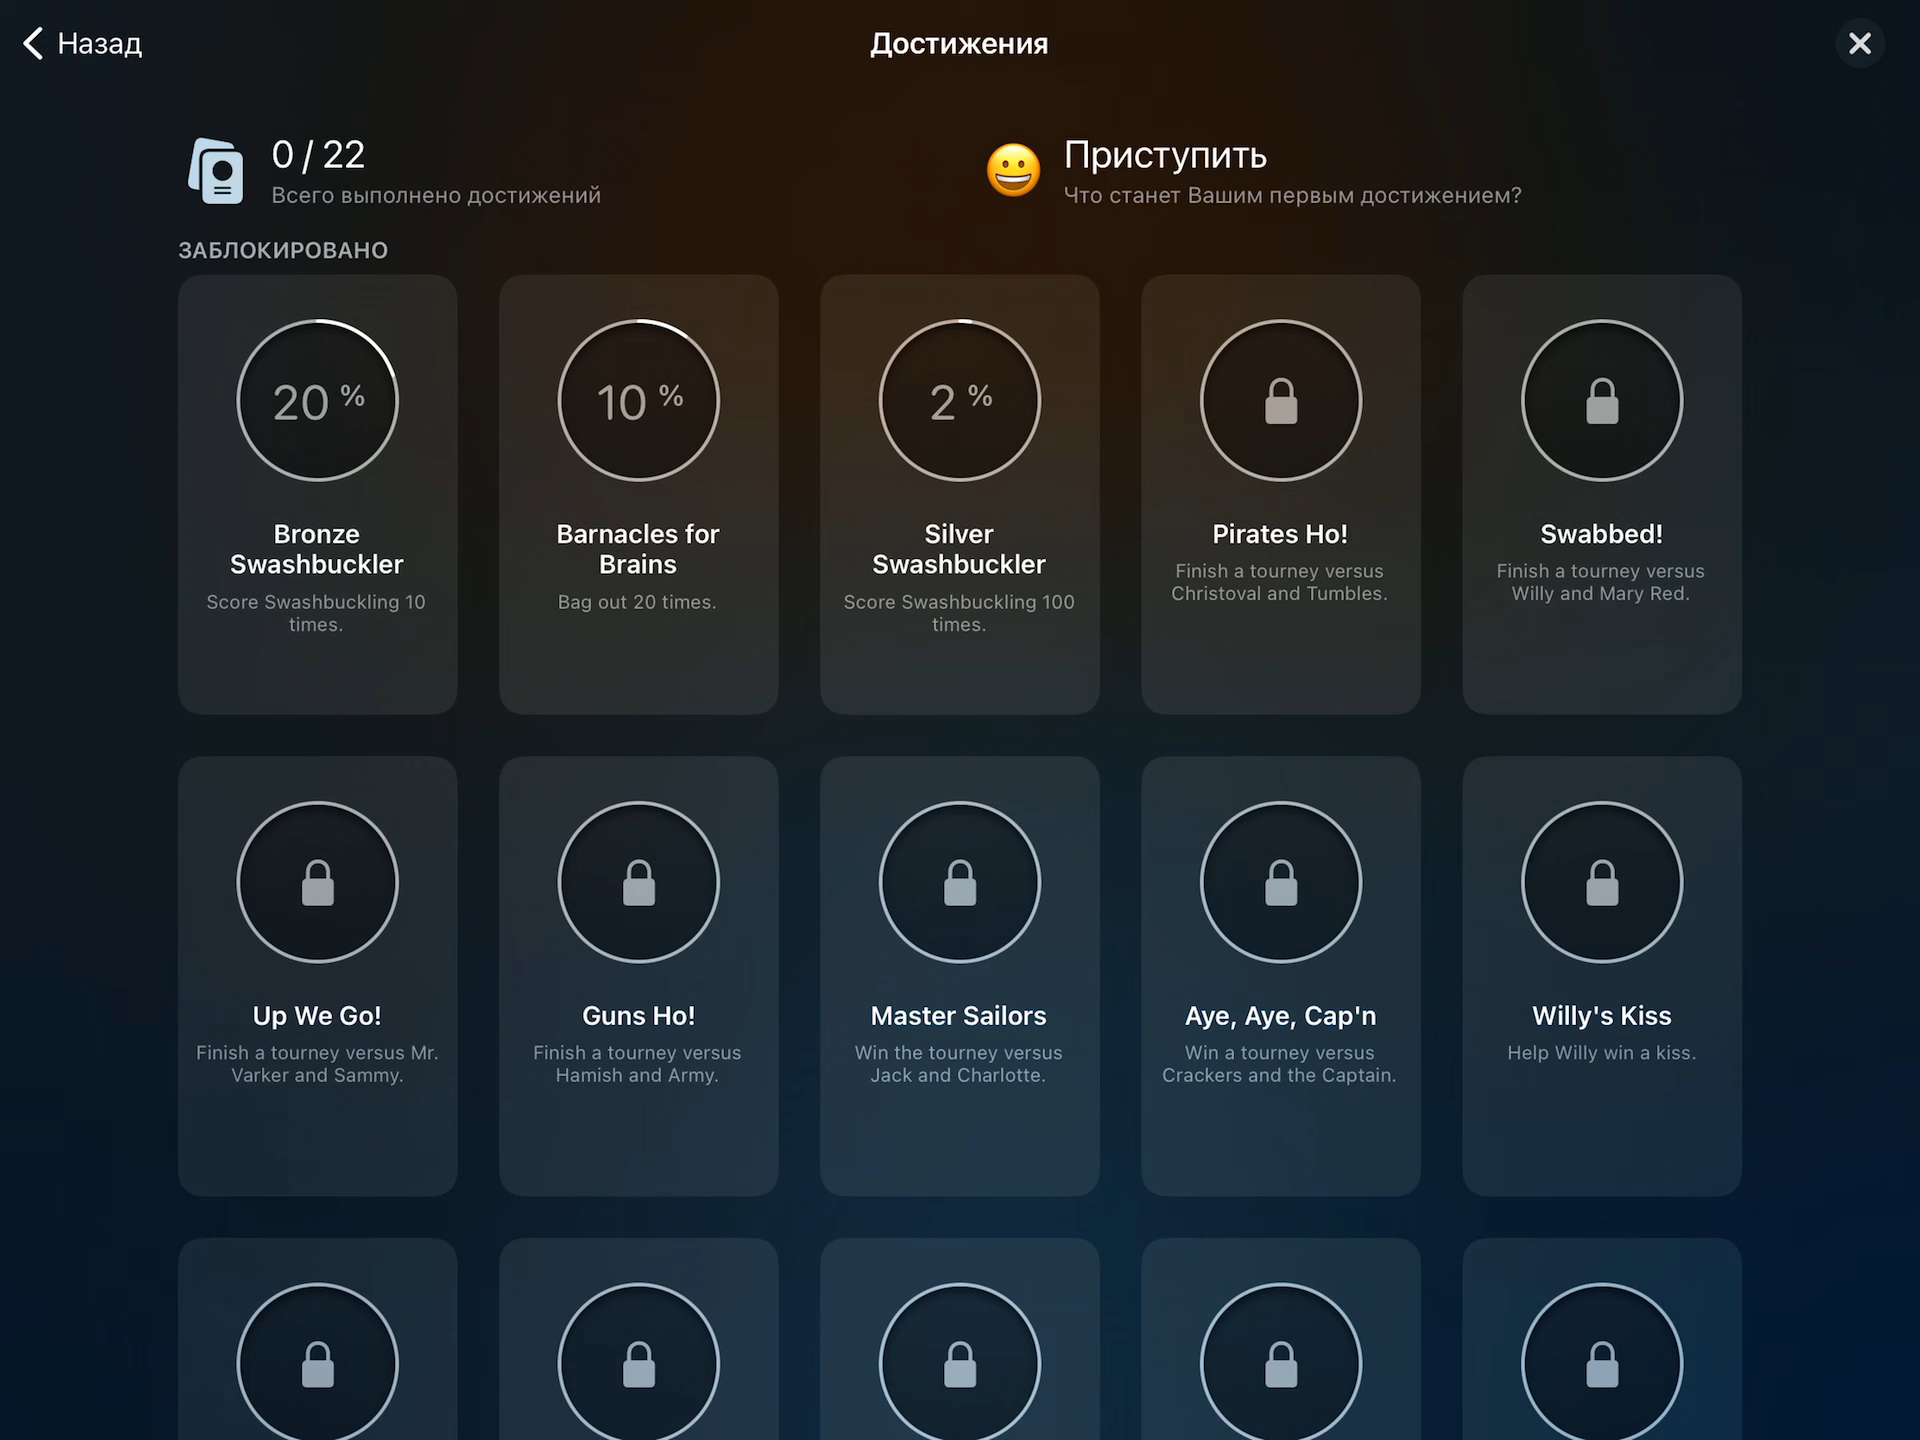 Назад
Достижения
0 / 22
Всего выполнено достижений
Приступить
Что станет Вашим первым достижением?
ЗАБЛОКИРОВАНО
20 %
Bronze
Swashbuckler
Score Swashbuckling 10
times.
10 %
Barnacles for
Brains
Bag out 20 times.
2 %
Silver
Swashbuckler
Score Swashbuckling 100
times.
Pirates Ho!
Finish a tourney versus
Christoval and Tumbles.
Swabbed!
Finish a tourney versus
Willy and Mary Red.
Up We Go!
Finish a tourney versus Mr.
Varker and Sammy.
Guns Ho!
Finish a tourney versus
Hamish and Army.
Master Sailors
Win the tourney versus
Jack and Charlotte.
Aye, Aye, Cap'n
Win a tourney versus
Crackers and the Captain.
Willy's Kiss
Help Willy win a kiss.